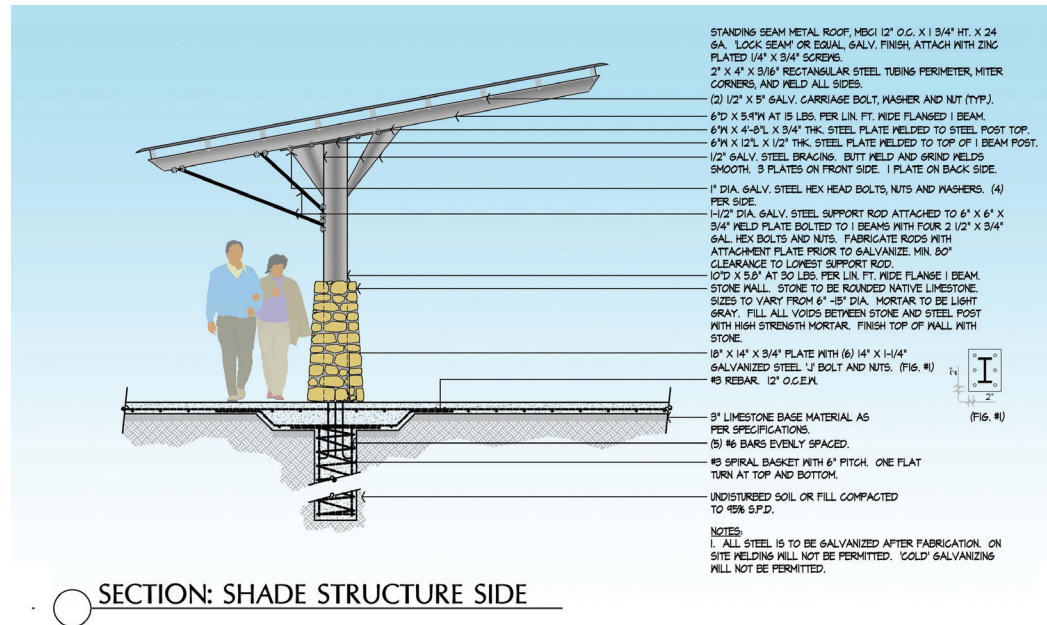 STANDING SEAM METAL ROOF, MBCI 12" O.C. X 1 3/4" HT. X 24
GA. 'LOCK SEAM' OR EQUAL, GALV. FINISH, ATTACH WITH ZINC
PLATED 1/4" X 3/4" SCREWS.
2" X 4" X 3/16" RECTANGULAR STEEL TUBING PERIMETER, MITER
CORNERS, AND WELD ALL SIDES.
(2) 1/2" X 5" GALV. CARRIAGE BOLT, WASHER AND NUT (TYP.).
6"D X 5.9"W AT 15 LBS. PER LIN. FT. WIDE FLANGED I BEAM.
6"W X 4'-8"L X 3/4" THK. STEEL PLATE WELDED TO STEEL POST TOP.
6"W X 12"L X 1/2" THK. STEEL PLATE WELDED TO TOP OF I BEAM POST.
1/2" GALV. STEEL BRACING. BUTT WELD AND GRIND WELDS
SMOOTH. 3 PLATES ON FRONT SIDE. 1 PLATE ON BACK SIDE.
1" DIA. GALV. STEEL HEX HEAD BOLTS, NUTS AND WASHERS. (4)
PER SIDE.
1-1/2" DIA. GALV. STEEL SUPPORT ROD ATTACHED TO 6" X 6" X
3/4" WELD PLATE BOLTED TO I BEAMS WITH FOUR 2 1/2" X 3/4"
GAL. HEX BOLTS AND NUTS. FABRICATE RODS WITH
ATTACHMENT PLATE PRIOR TO GALVANIZE. MIN. 80"
CLEARANCE TO LOWEST SUPPORT ROD.
10"D X 5.8" AT 30 LBS. PER LIN. FT. WIDE FLANGE I BEAM.
STONE WALL. STONE TO BE ROUNDED NATIVE LIMESTONE.
SIZES TO VARY FROM 6" -15" DIA. MORTAR TO BE LIGHT
GRAY. FILL ALL VOIDS BETWEEN STONE AND STEEL POST
WITH HIGH STRENGTH MORTAR. FINISH TOP OF WALL WITH
STONE.
18" X 14" X 3/4" PLATE WITH (6) 14" X 1-1/4"
GALVANIZED STEEL 'J' BOLT AND NUTS. (FIG. #1)
#3 REBAR. 12" O.C.E.W.
2"
2"
(FIG. #1)
3" LIMESTONE BASE MATERIAL AS
PER SPECIFICATIONS.
(5) #6 BARS EVENLY SPACED.
#3 SPIRAL BASKET WITH 6" PITCH. ONE FLAT
TURN AT TOP AND BOTTOM.
UNDISTURBED SOIL OR FILL COMPACTED
TO 95% S.P.D.
NOTES:
1. ALL STEEL IS TO BE GALVANIZED AFTER FABRICATION. ON
SITE WELDING WILL NOT BE PERMITTED. 'COLD' GALVANIZING
WILL NOT BE PERMITTED.
SECTION: SHADE STRUCTURE SIDE